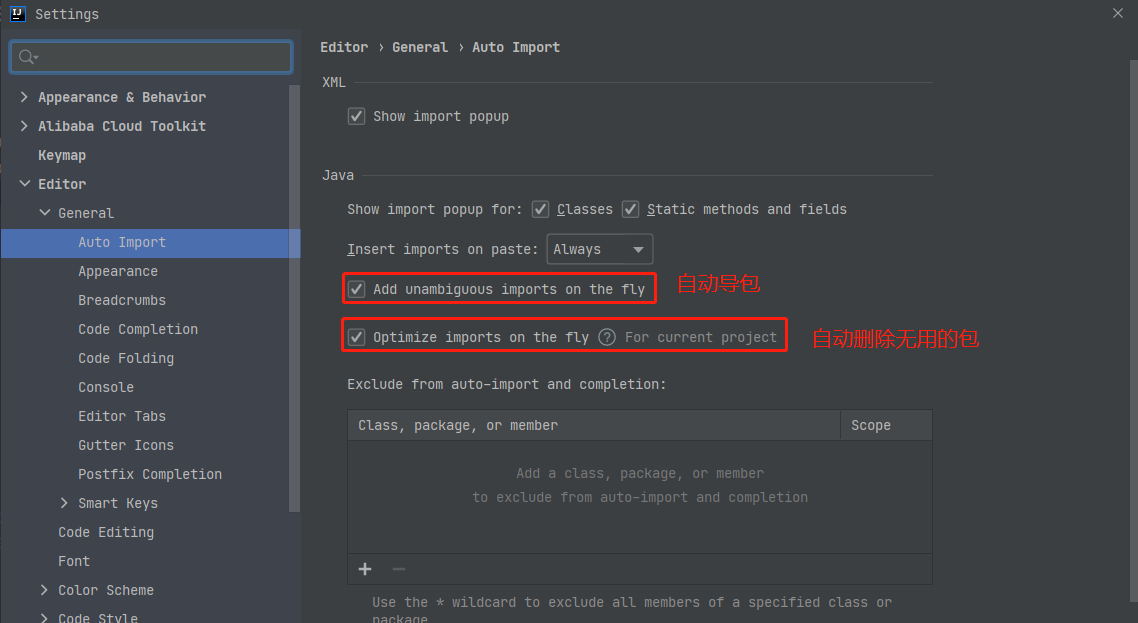 Settings
Appearance & Behavior
Alibaba Cloud Toolkit
Keymap
Editor
General
Auto Import
Appearance
Breadcrumbs
Code Completion
Code Folding
Console
Editor Tabs
Gutter Icons
Postfix Completion
Smart Keys
Code Editing
Font
Color Scheme
Code Style
Editor › General › Auto Import
XML
Show import popup
Java
Show import popup for: Classes Static methods and fields
Insert imports on paste: Always
Add unambiguous imports on the fly 自动导包
Optimize imports on the fly ? For current project 自动删除无用的包
Exclude from auto-import and completion:
Class, package, or member Scope
Add a class, package, or member
to exclude from auto-import and completion
Use the * wildcard to exclude all members of a specified class or
package